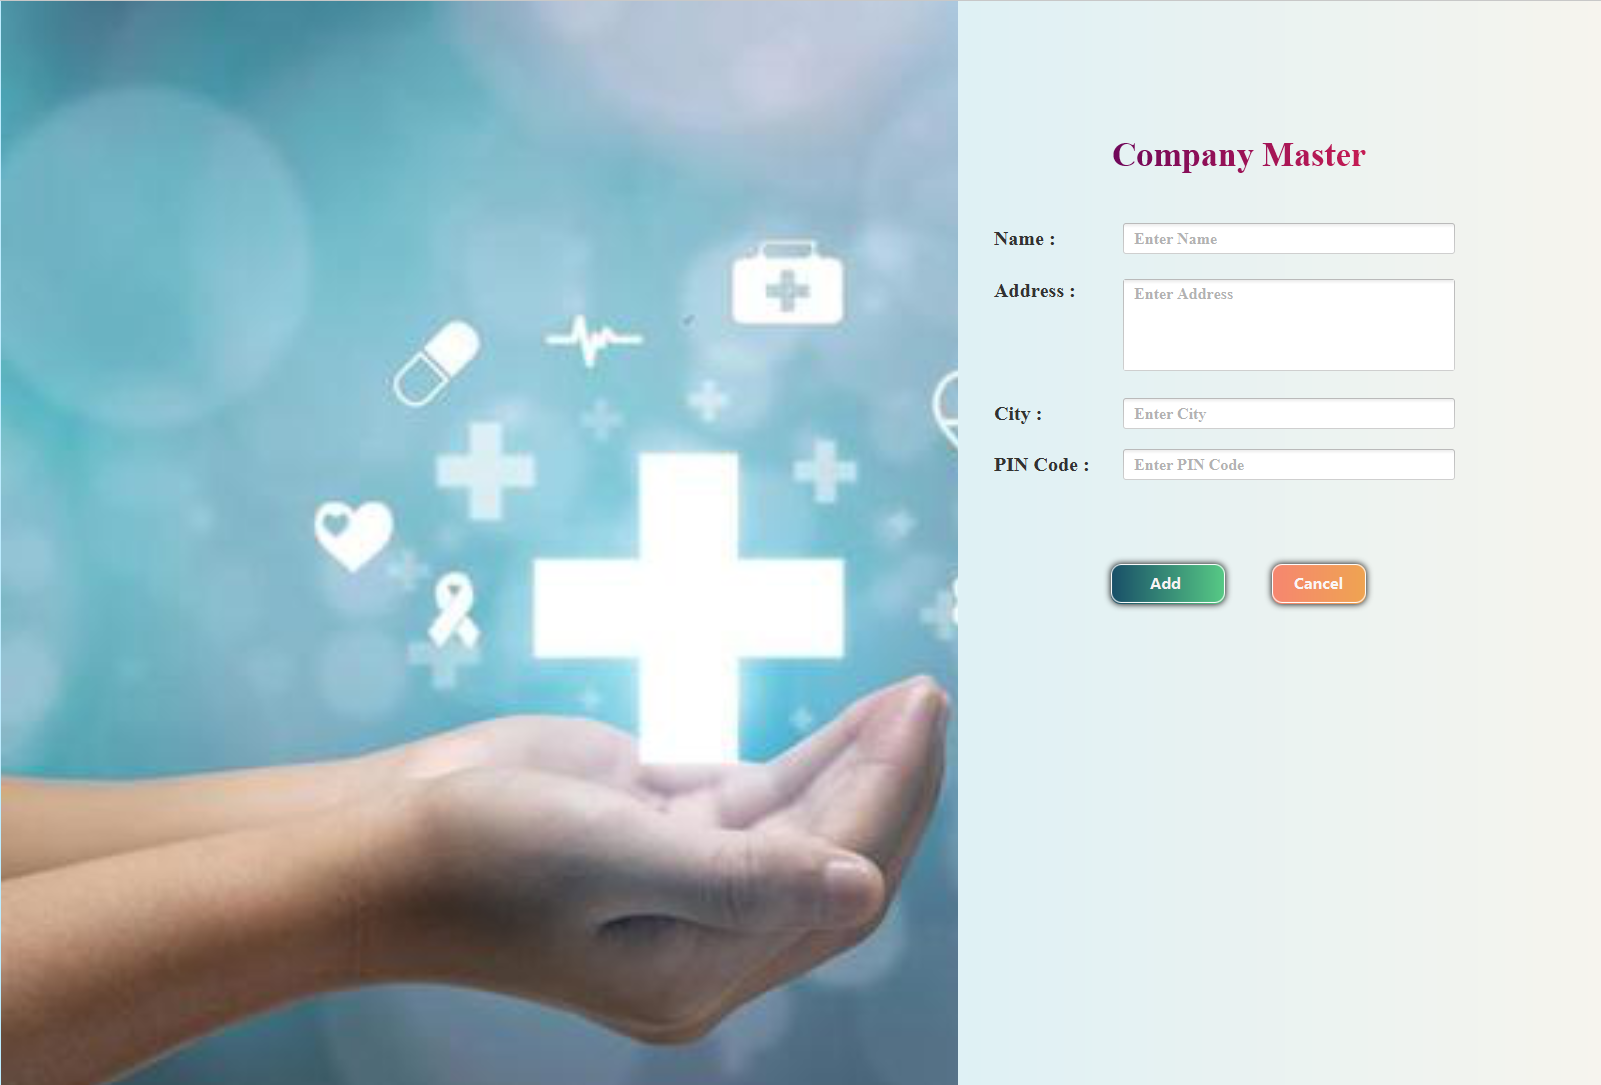 Company Master
Name :
Enter Name
Address :
Enter Address
City :
Enter City
PIN Code :
Enter PIN Code
Add
Cancel